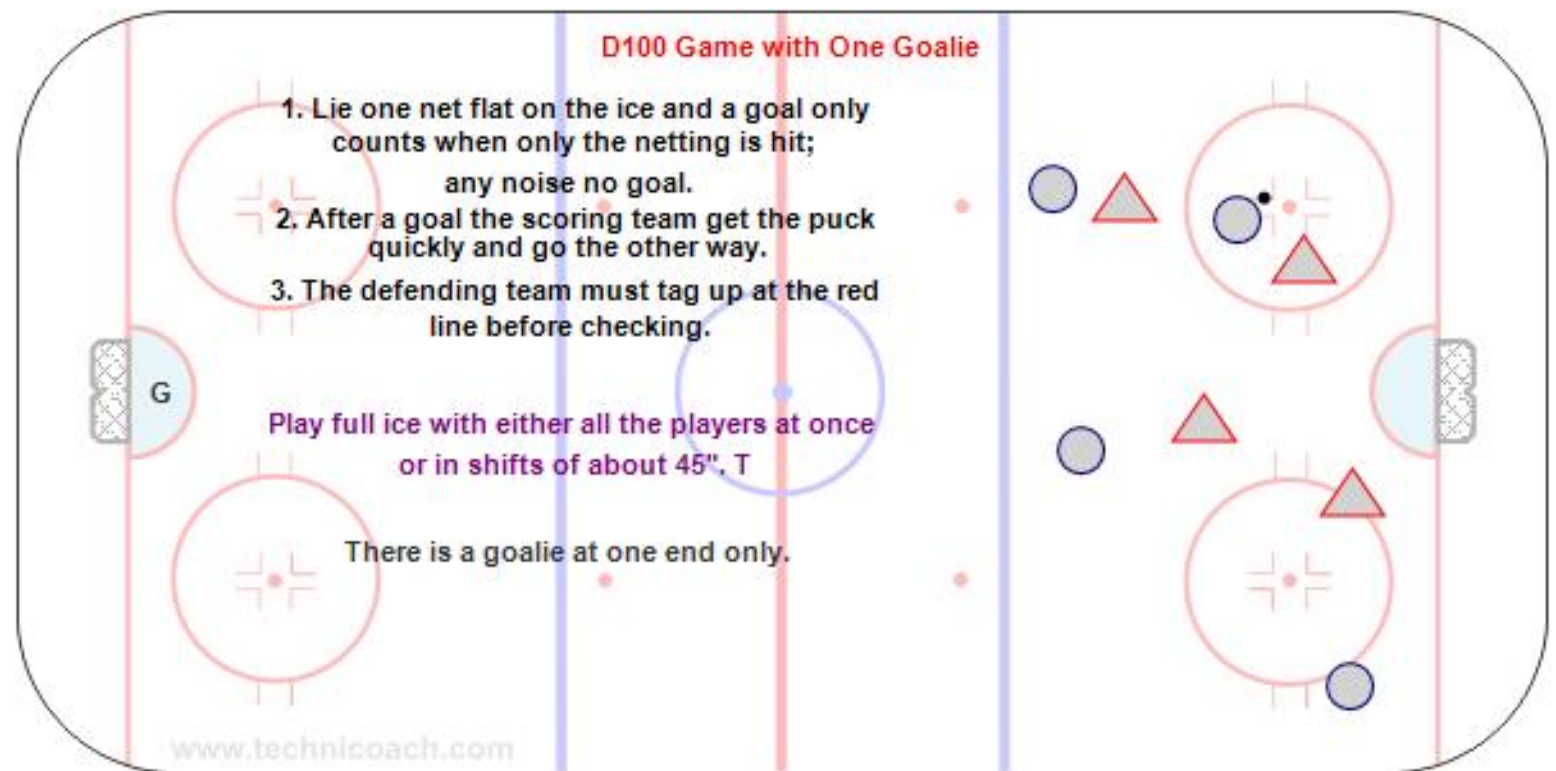 D100 Game with One Goalie
1. Lie one net flat on the ice and a goal only
counts when only the netting is hit;
any noise no goal.
2. After a goal the scoring team get the puck
quickly and go the other way.
3. The defending team must tag up at the red
line before checking.
G
Play full ice with either all the players at once
or in shifts of about 45". T
There is a goalie at one end only.
www.technicoach.com